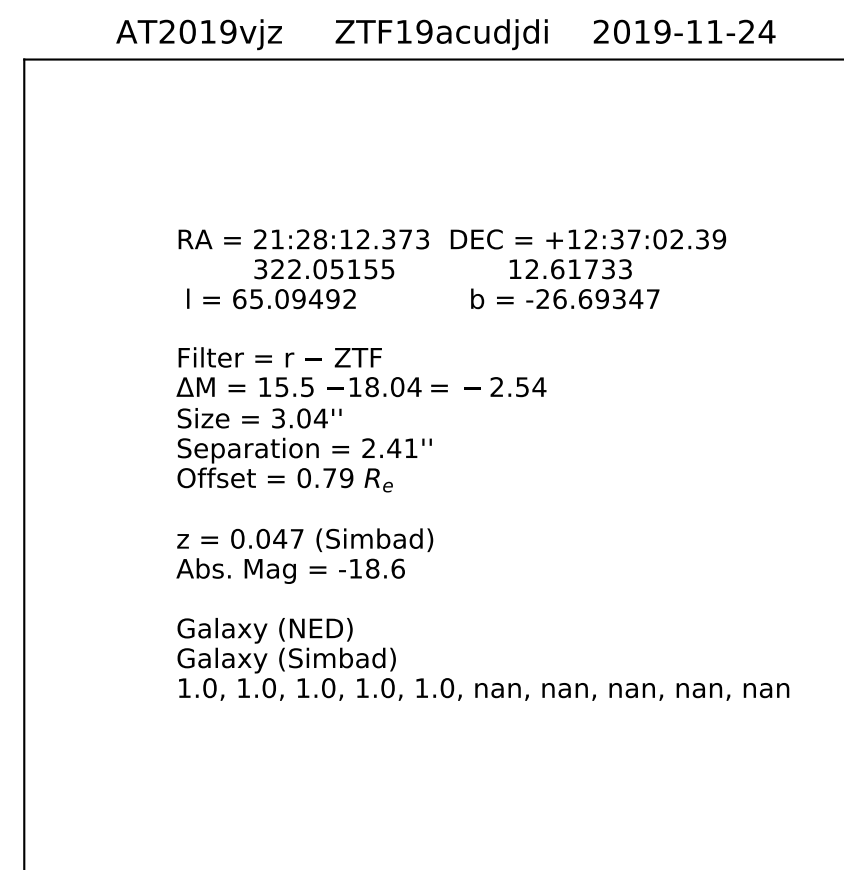 AT2019vjz ZTF19acudjdi 2019-11-24
RA = 21:28:12.373 DEC = +12:37:02.39
322.05155 12.61733
l = 65.09492 b = -26.69347
Filter = r − ZTF
ΔM = 15.5 −18.04 = −2.54
Size = 3.04''
Separation = 2.41''
Offset = 0.79 Re
z = 0.047 (Simbad)
Abs. Mag = -18.6
Galaxy (NED)
Galaxy (Simbad)
1.0, 1.0, 1.0, 1.0, 1.0, nan, nan, nan, nan, nan